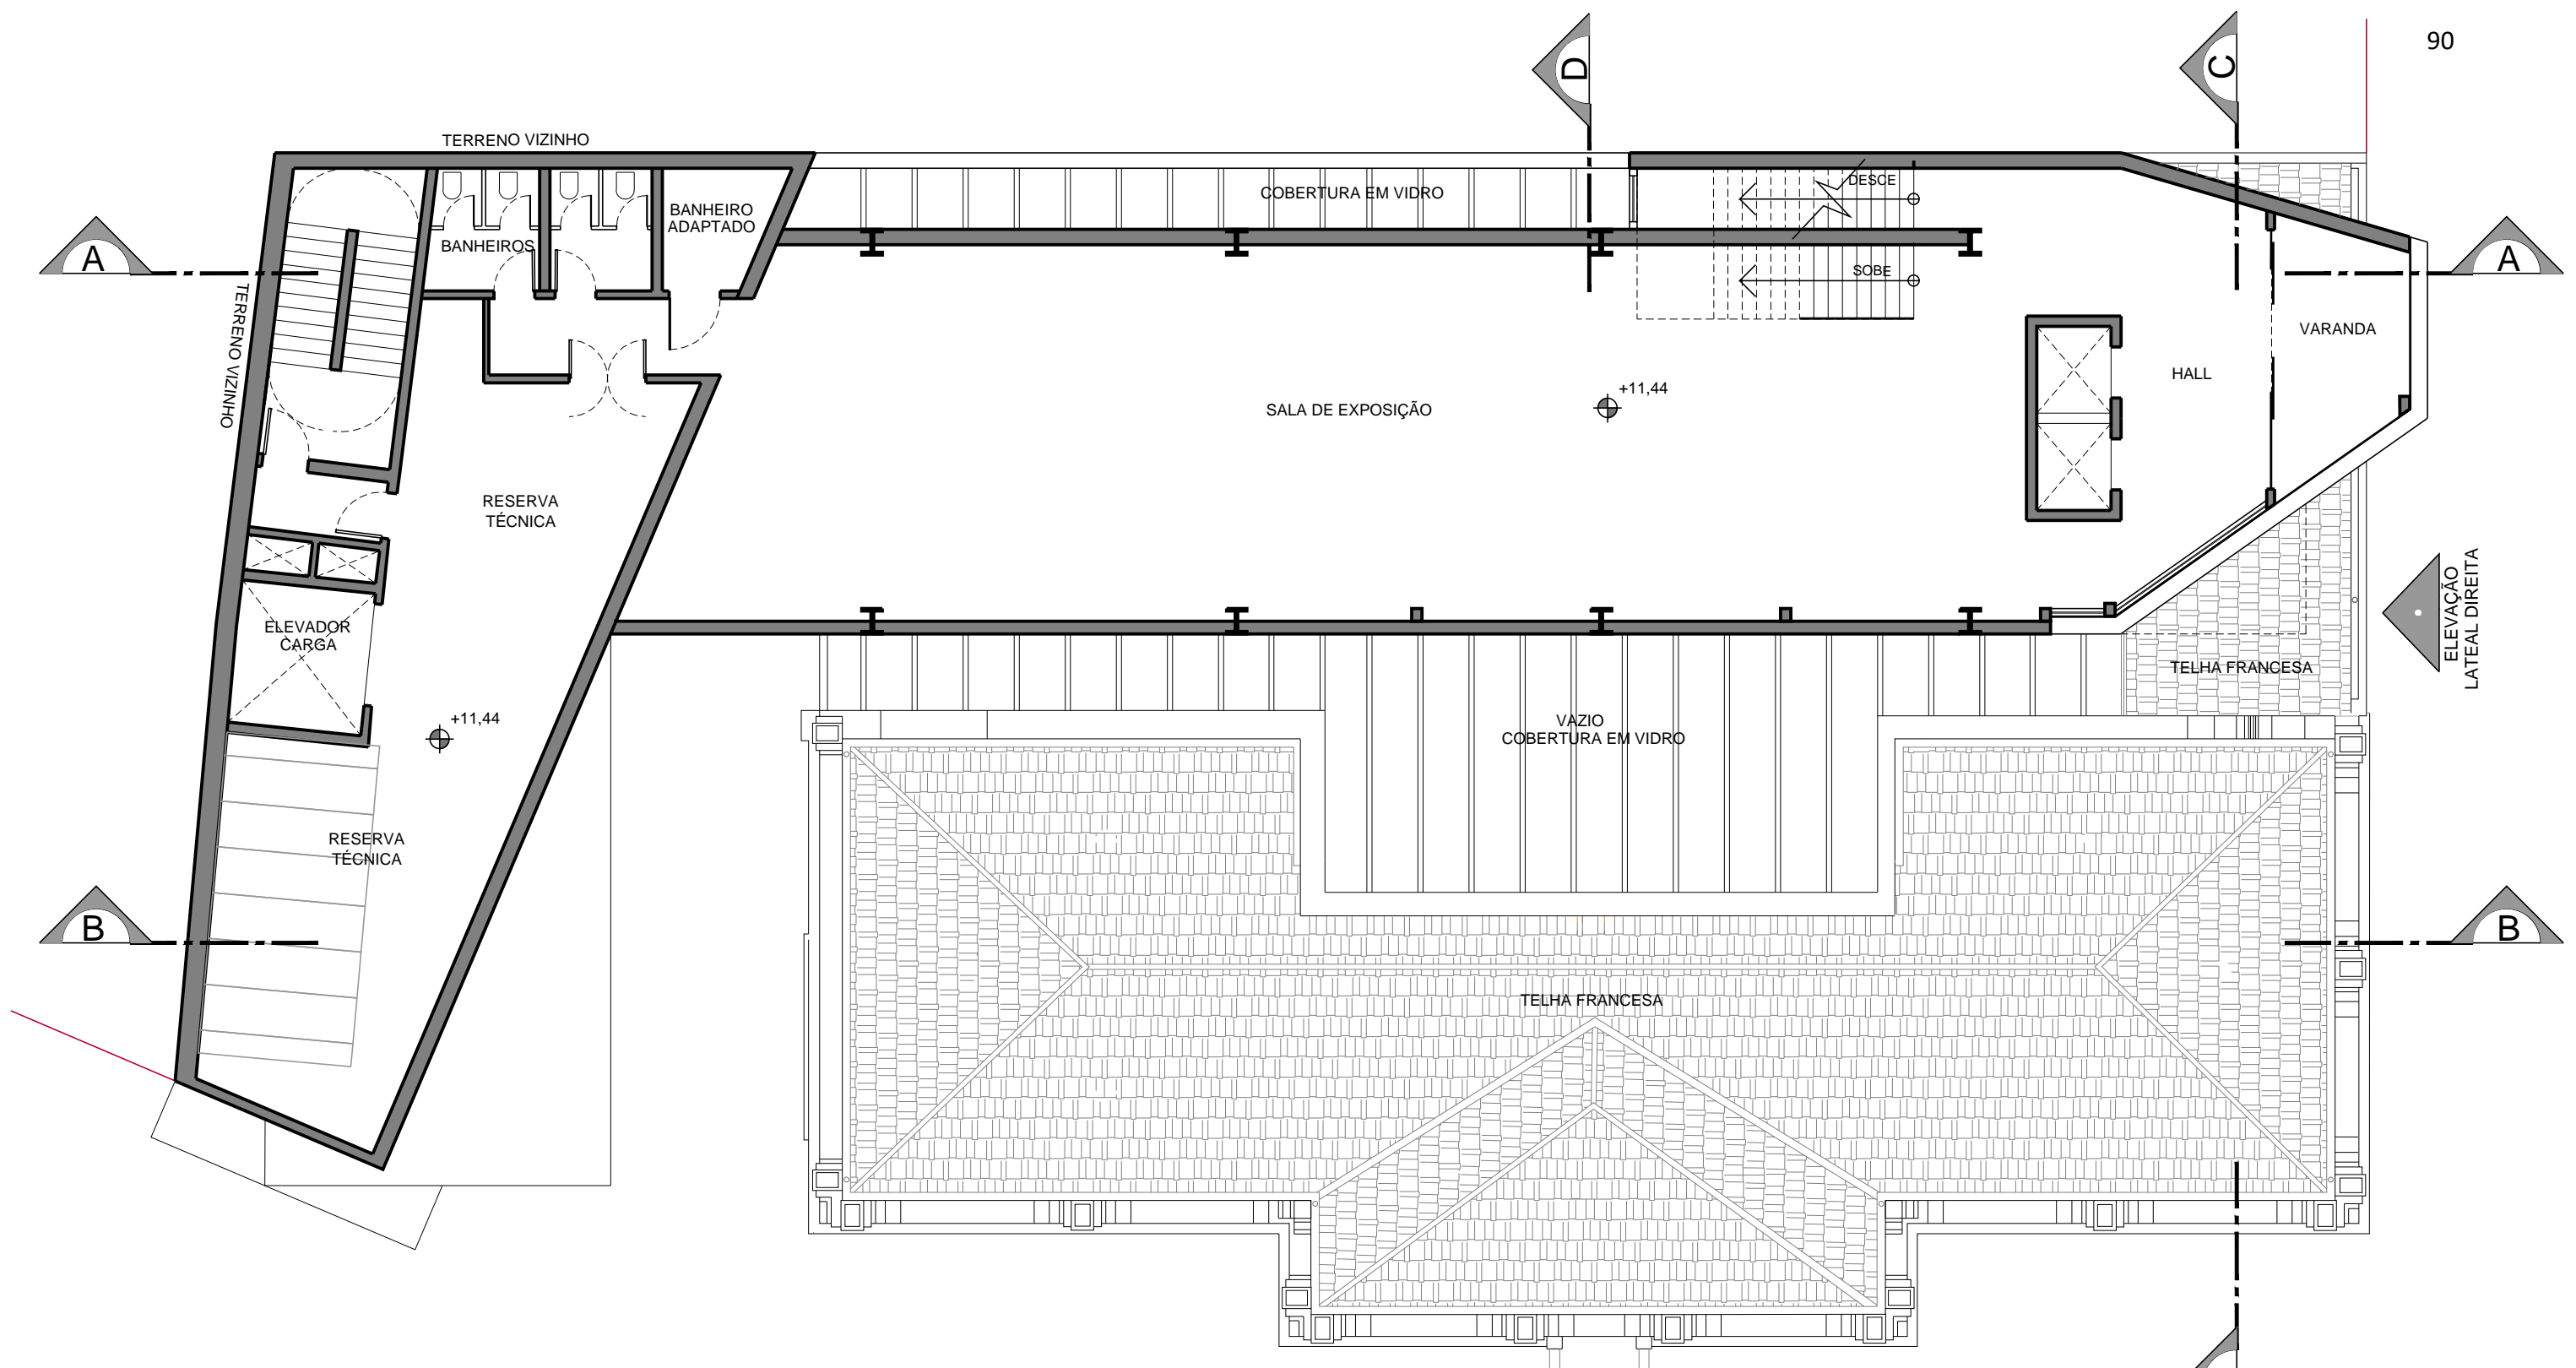 90
D
C
TERRENO VIZINHO
DESCE
COBERTURA EM VIDRO
BANHEIRO
ADAPTADO
BANHEIROS
A
A
SOBE
TERRENO VIZINHO
VARANDA
HALL
+11,44
SALA DE EXPOSIÇÃO
RESERVA
TÉCNICA
ELEVAÇÃO
LATEAL DIREITA
ELEVADOR
CARGA
TELHA FRANCESA
+11,44
VAZIO
COBERTURA EM VIDRO
RESERVA
TÉCNICA
B
B
TELHA FRANCESA